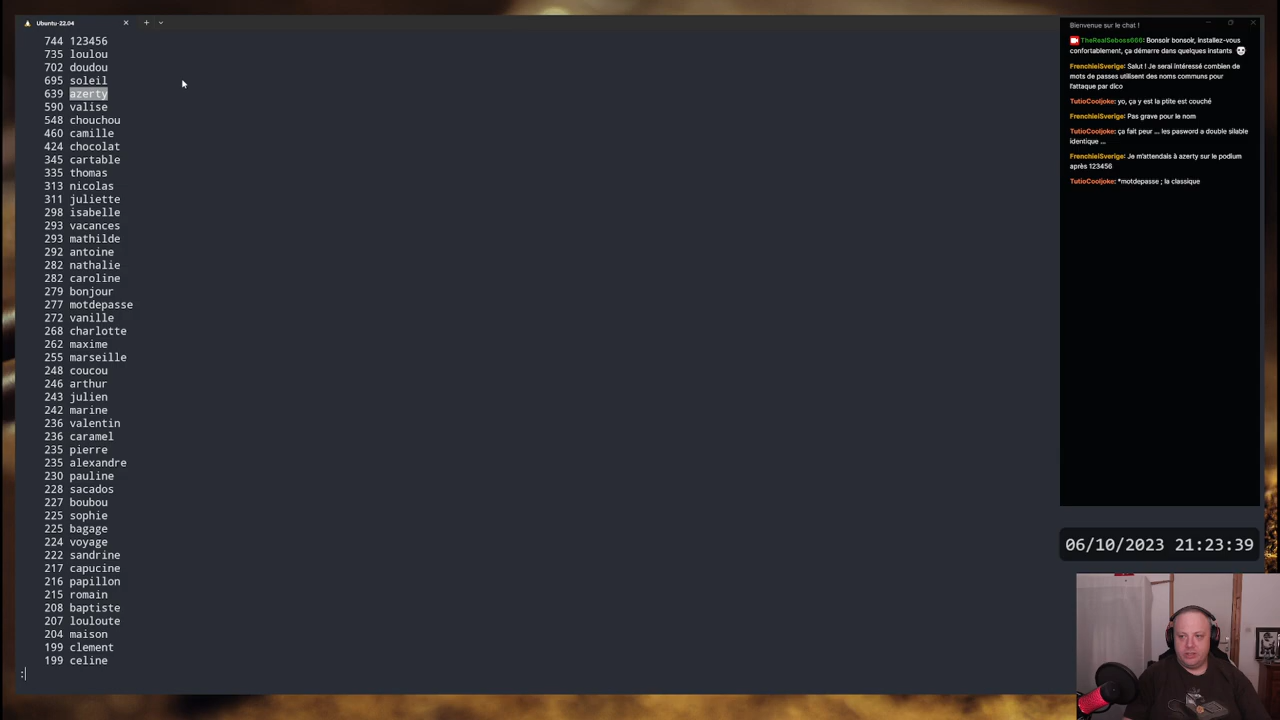 Ubuntu-22.04
744 123456
735 loulou
702 doudou
695 soleil
639 azerty
590 valise
548 chouchou
460 camille
424 chocolat
345 cartable
335 thomas
313 nicolas
311 juliette
298 isabelle
293 vacances
293 mathilde
292 antoine
282 nathalie
282 caroline
279 bonjour
277 motdepasse
272 vanille
268 charlotte
262 maxime
255 marseille
248 coucou
246 arthur
243 julien
242 marine
236 valentin
236 caramel
235 pierre
235 alexandre
230 pauline
228 sacados
227 boubou
225 sophie
225 bagage
224 voyage
222 sandrine
217 capucine
216 papillon
215 romain
208 baptiste
207 louloute
204 maison
199 clement
199 celine
:
Bienvenue sur le chat !
TheRealSeboss666: Bonsoir bonsoir, installez-vous
confortablement, ça démarre dans quelques instants
FrenchieiSverige: Salut ! Je serai intéressé combien de
mots de passes utilisent des noms communs pour
l'attaque par dico
TutioCooljoke: yo, ça y est la ptite est couché
FrenchieiSverige: Pas grave pour le nom
TutioCooljoke: ça fait peur ... les pasword a double silable
identique ...
FrenchieiSverige: Je m'attendais à azerty sur le podium
après 123456
TutioCooljoke: *motdepasse ; la classique
06/10/2023 21:23:39